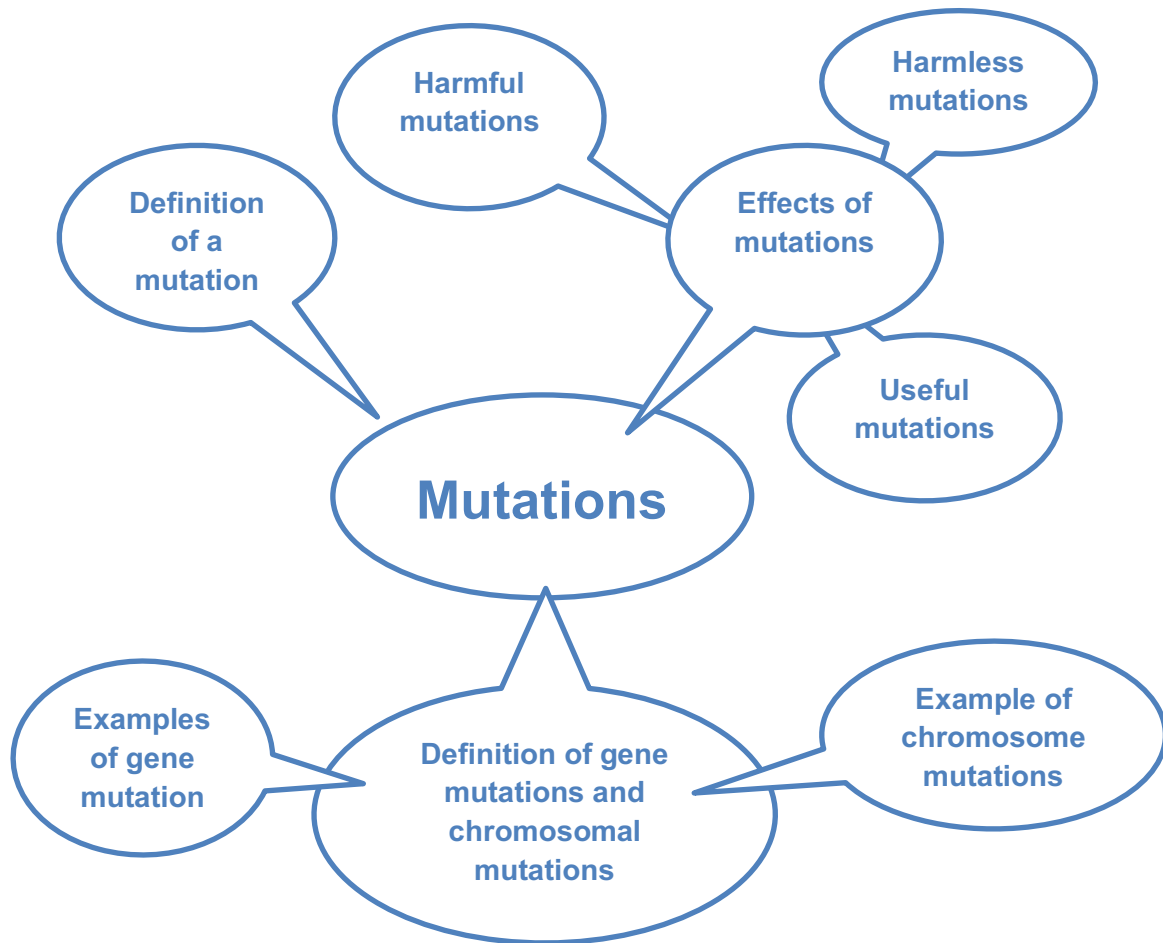 Harmful
mutations
Harmless
mutations
Definition
of a
mutation
Effects of
mutations
Useful
mutations
Mutations
Examples
of gene
mutation
Definition of gene
mutations and
chromosomal
mutations
Example of
chromosome
mutations